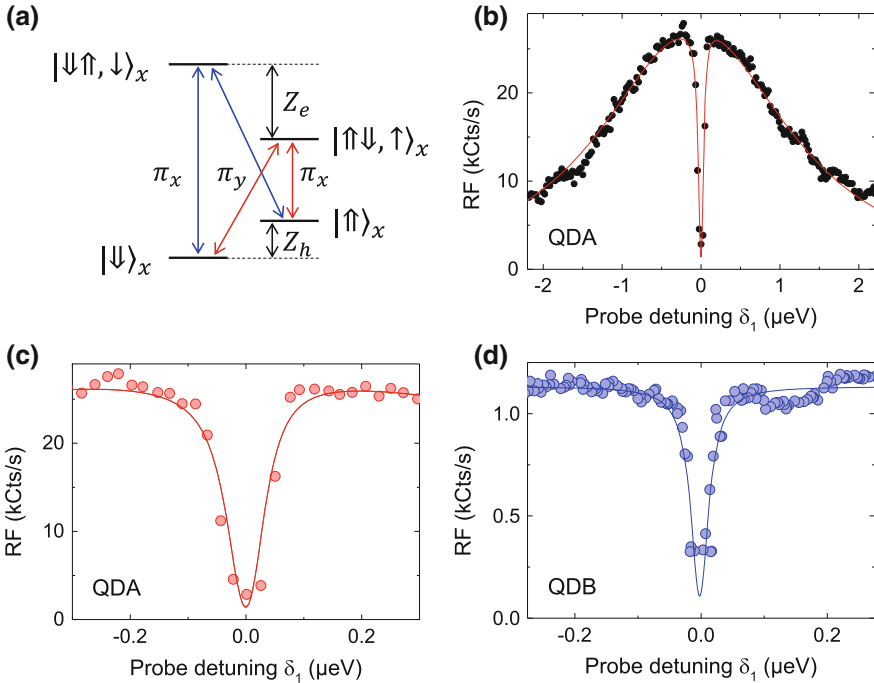 (a)
|⇓⇑, ↓⟩ₓ
Zₑ
|⇑⇓, ↑⟩ₓ
πₓ
π_y
πₓ
|⇑⟩ₓ
Z_h
|⇓⟩ₓ
(b)
RF (kCts/s)
20
10
0
QDA
-2
-1
0
1
2
Probe detuning δ₁ (µeV)
(c)
RF (kCts/s)
20
10
0
QDA
-0.2
0.0
0.2
Probe detuning δ₁ (µeV)
(d)
RF (kCts/s)
1.0
0.5
0.0
QDB
-0.2
0.0
0.2
Probe detuning δ₁ (µeV)